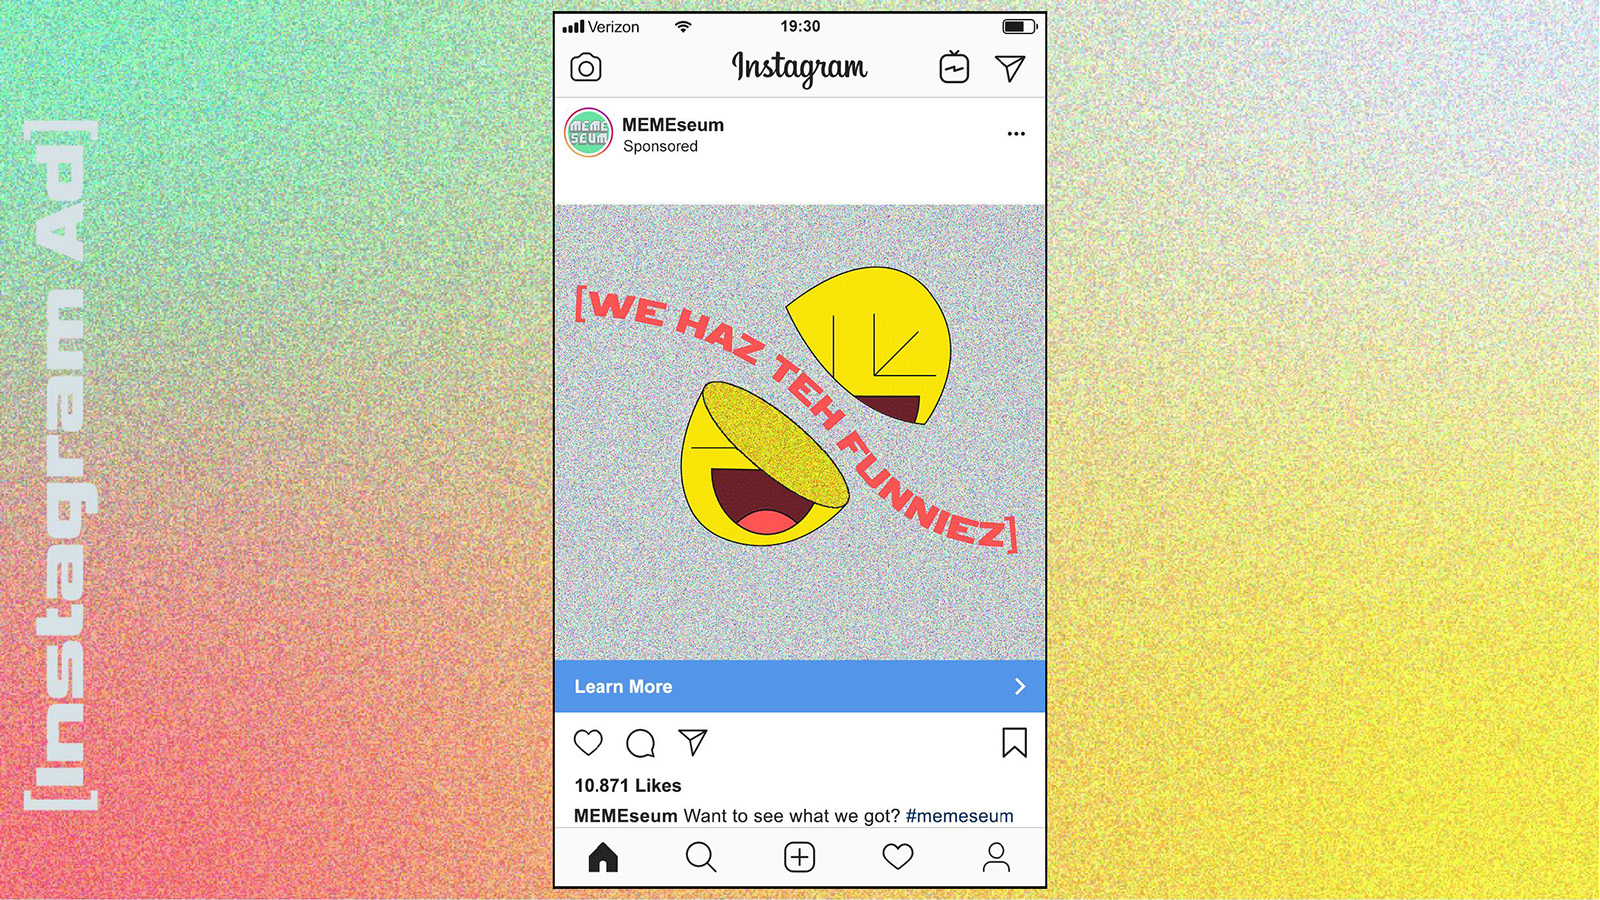 [Instagram Ad]
Verizon
19:30
Instagram
MEME
SEUM
MEMEseum
Sponsored
[WE HAZ TEH FUNNIEZ]
Learn More
10.871 Likes
MEMEseum Want to see what we got? #memeseum